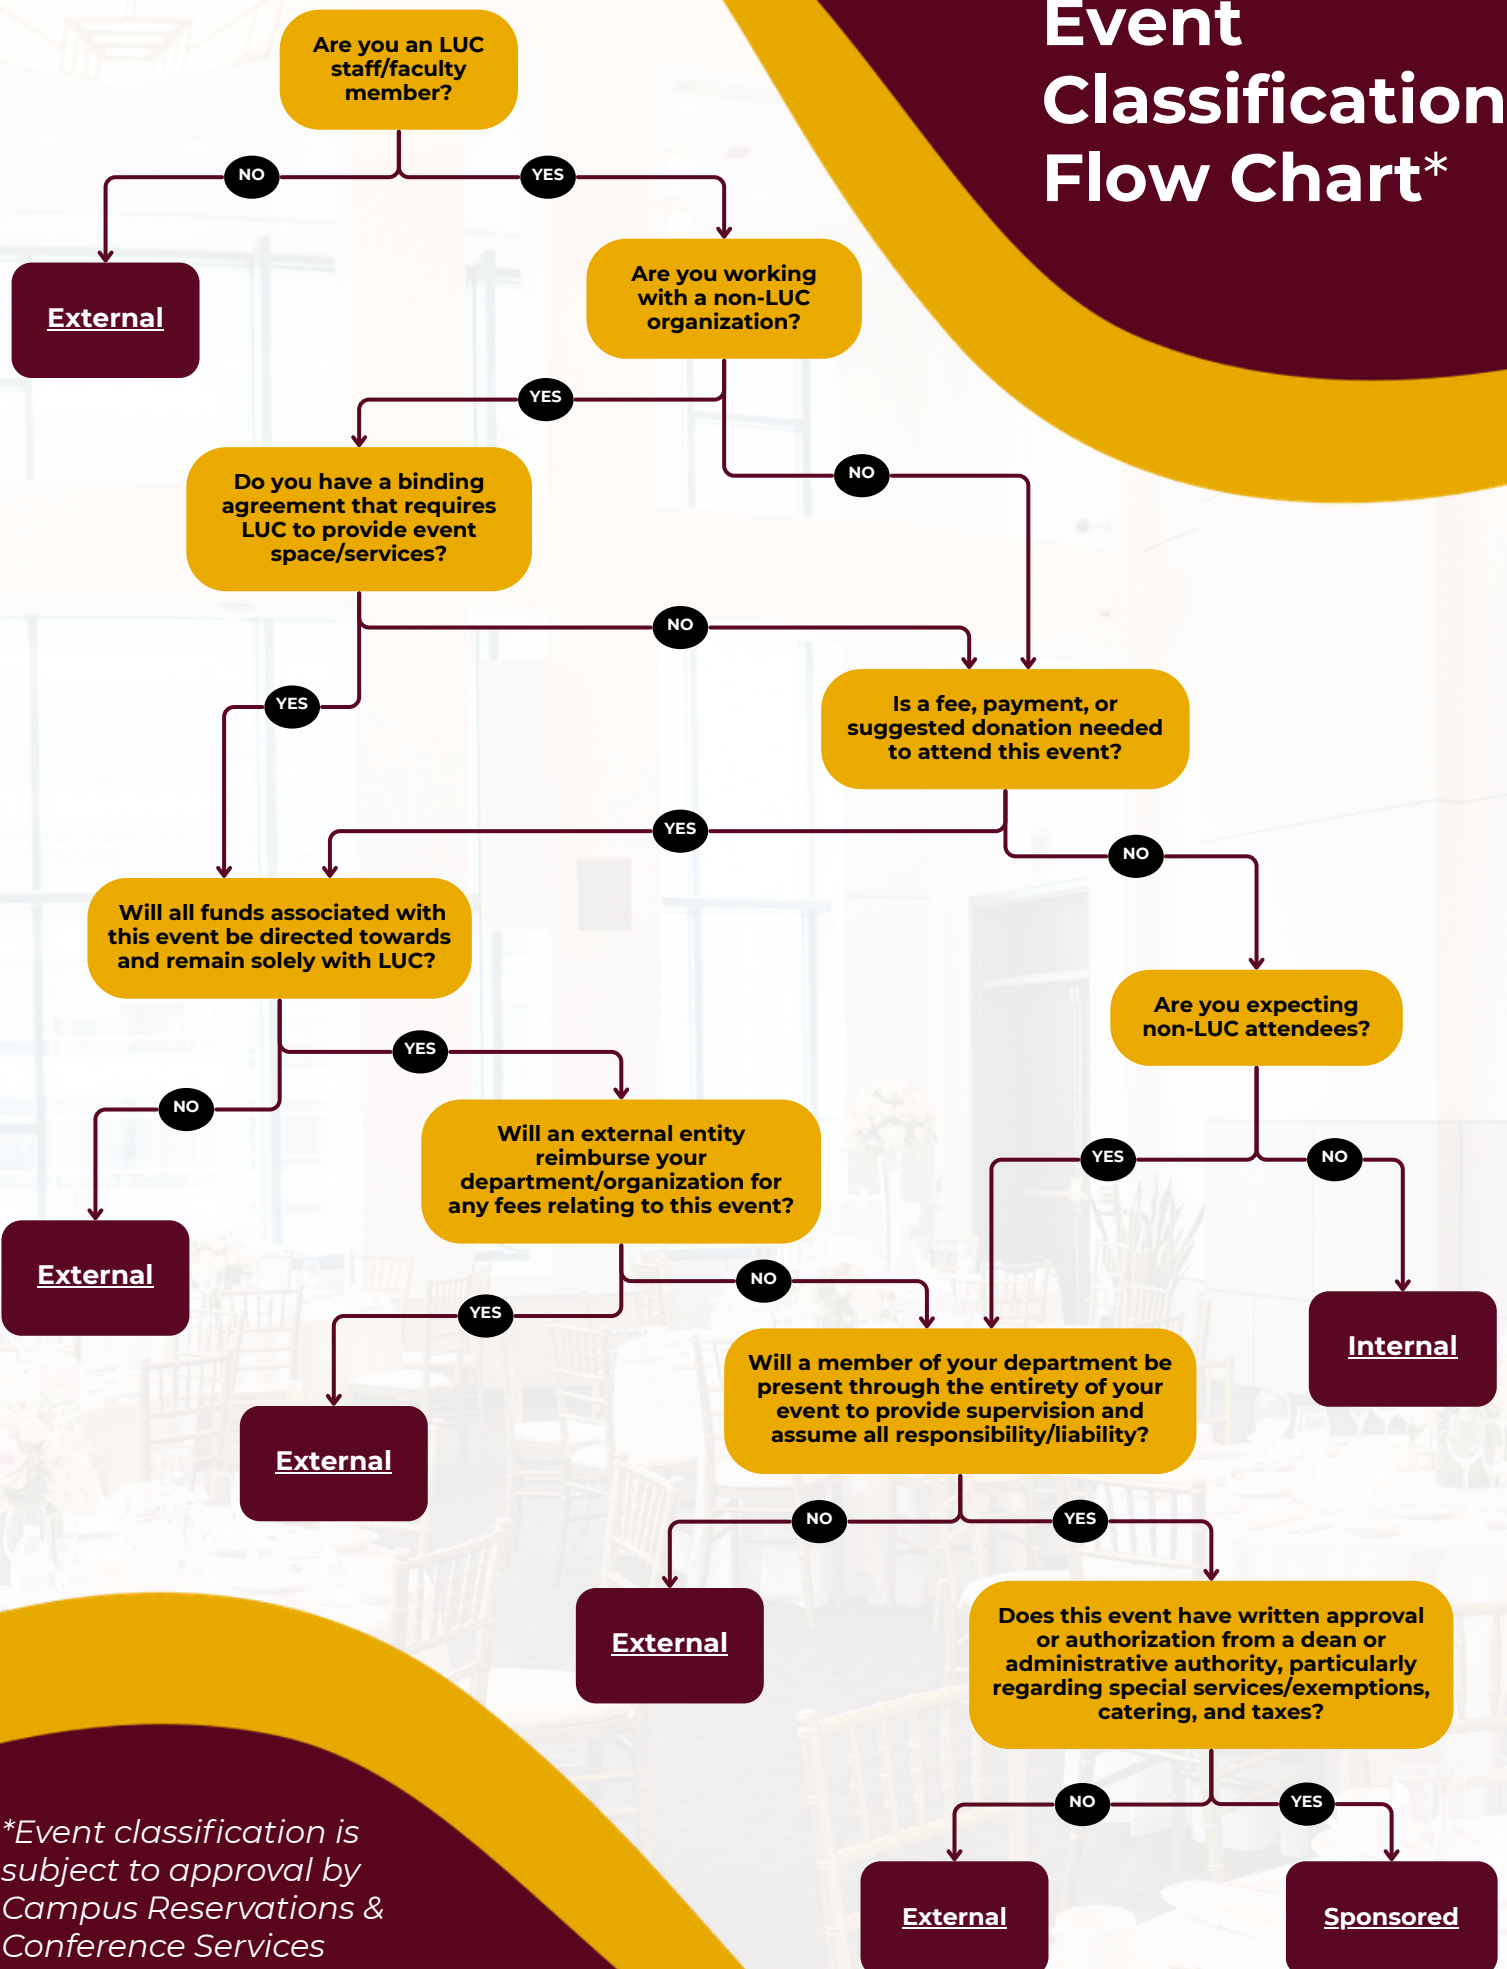 Event
Classification
Flow Chart*
Are you an LUC
staff/faculty
member?
NO
YES
External
Are you working
with a non-LUC
organization?
YES
NO
Do you have a binding
agreement that requires
LUC to provide event
space/services?
NO
YES
Is a fee, payment, or
suggested donation needed
to attend this event?
YES
NO
Will all funds associated with
this event be directed towards
and remain solely with LUC?
Are you expecting
non-LUC attendees?
YES
NO
YES
NO
Will an external entity
reimburse your
department/organization for
any fees relating to this event?
External
NO
YES
Internal
Will a member of your department be
present through the entirety of your
event to provide supervision and
assume all responsibility/liability?
External
NO
YES
External
Does this event have written approval
or authorization from a dean or
administrative authority, particularly
regarding special services/exemptions,
catering, and taxes?
NO
YES
External
Sponsored
*Event classification is
subject to approval by
Campus Reservations &
Conference Services